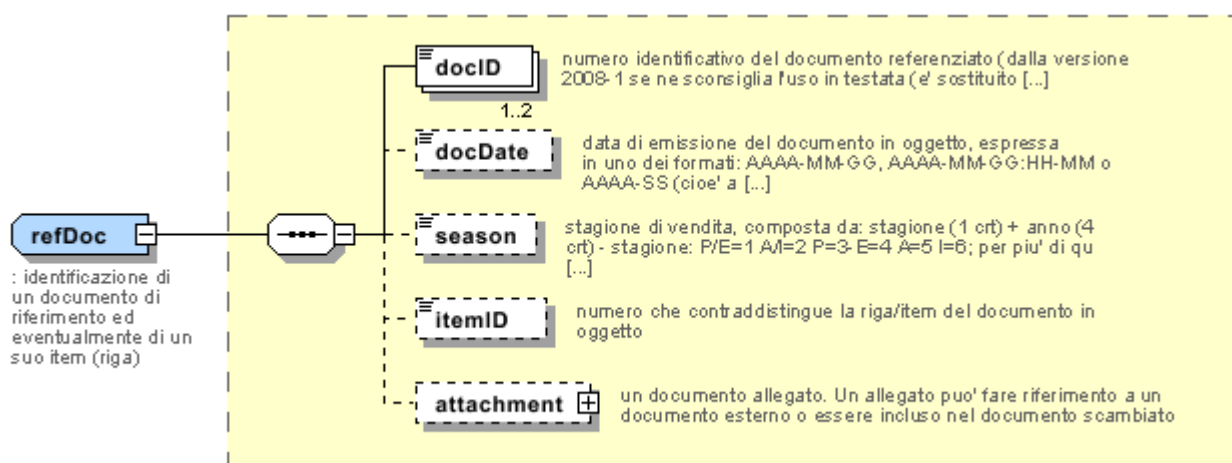 docID
numero identificativo del documento referenziato (dalla versione
2008-1 se ne sconsiglia l'uso in testata (e' sostituito [...]
1..2
docDate
data di emissione del documento in oggetto, espressa
in uno dei formati: AAAA-MM-GG, AAAA-MM-GG:HH-MM o
AAAA-SS (cioe' a [...]
refDoc
: identificazione di
un documento di
riferimento ed
eventualmente di un
suo item (riga)
season
stagione di vendita, composta da: stagione (1 crt) + anno (4
crt) - stagione: P/E=1 A/I=2 P=3- E=4 A=5 I=6; per piu' di qu
[...]
itemID
numero che contraddistingue la riga/item del documento in
oggetto
attachment
un documento allegato. Un allegato puo' fare riferimento a un
documento esterno o essere incluso nel documento scambiato